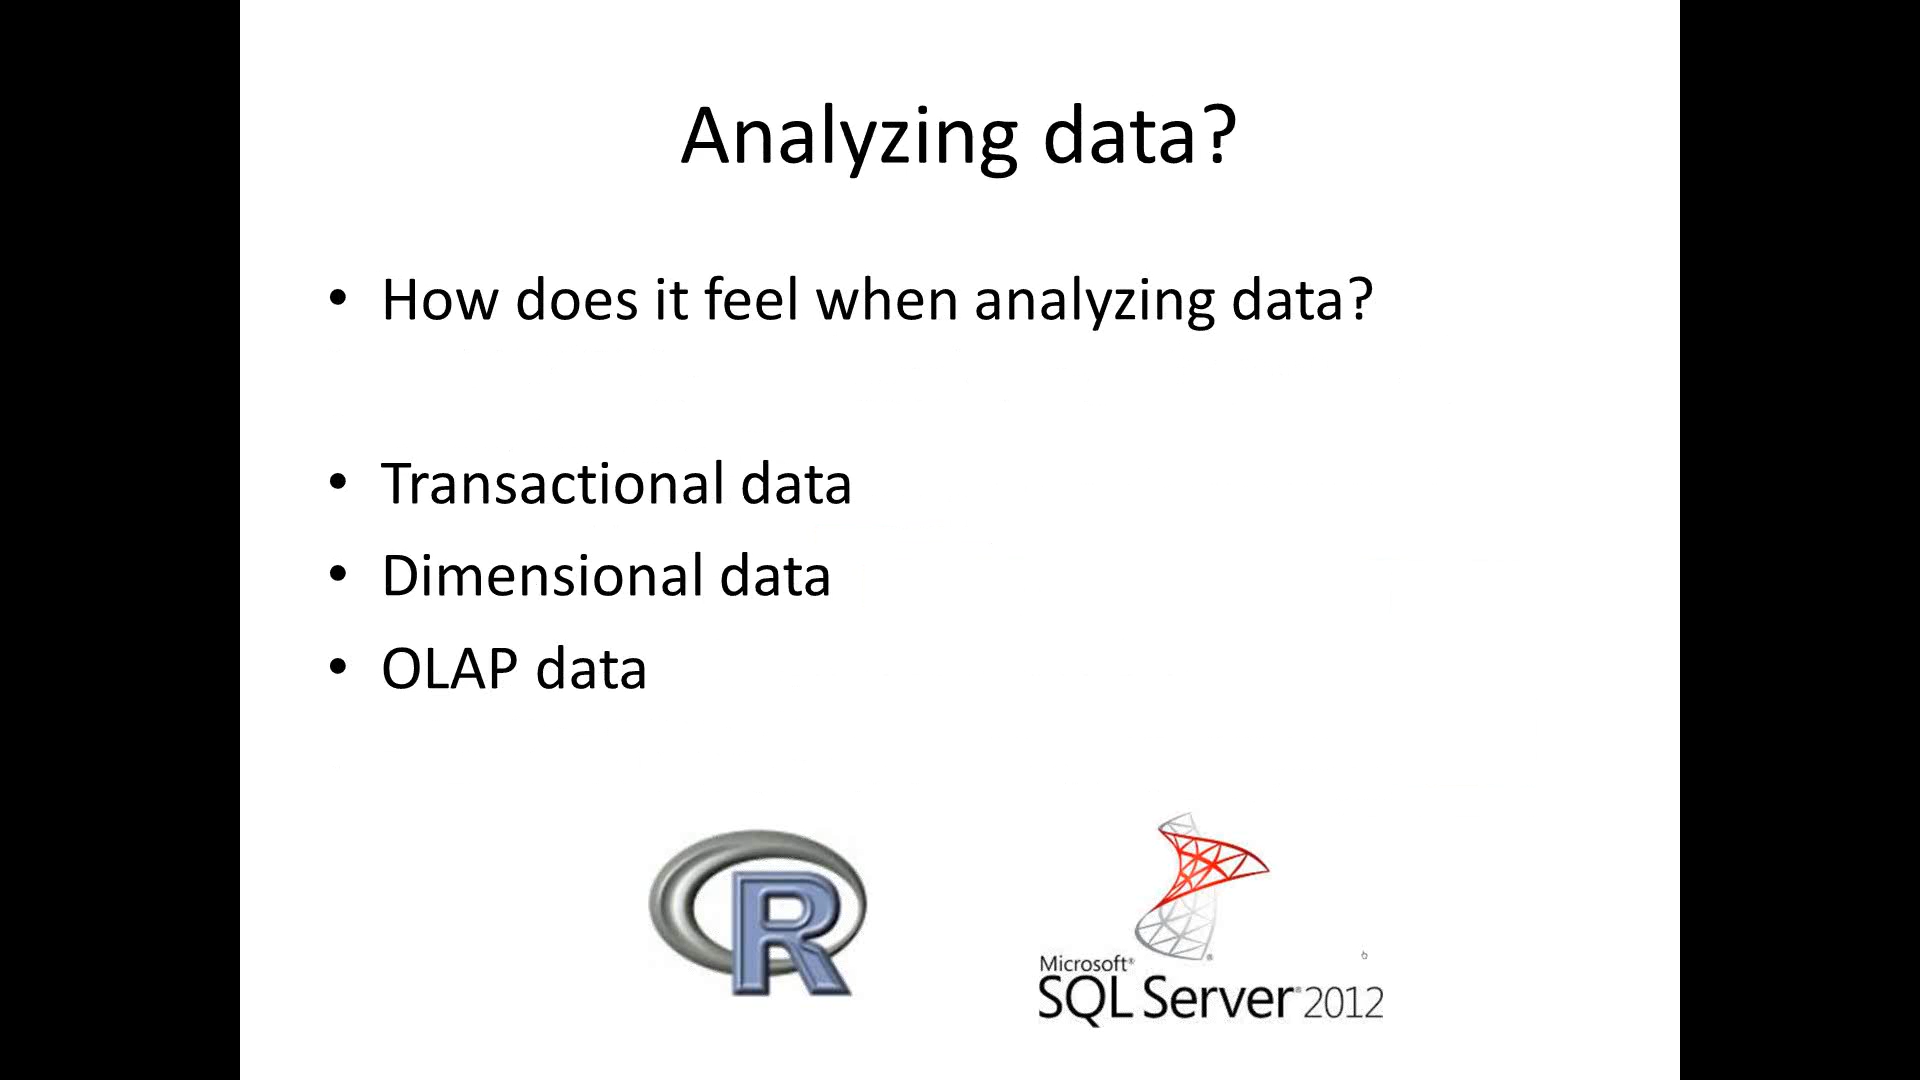 Analyzing data?
• How does it feel when analyzing data?
• Transactional data
• Dimensional data
• OLAP data
R
Microsoft®
SQL Server® 2012